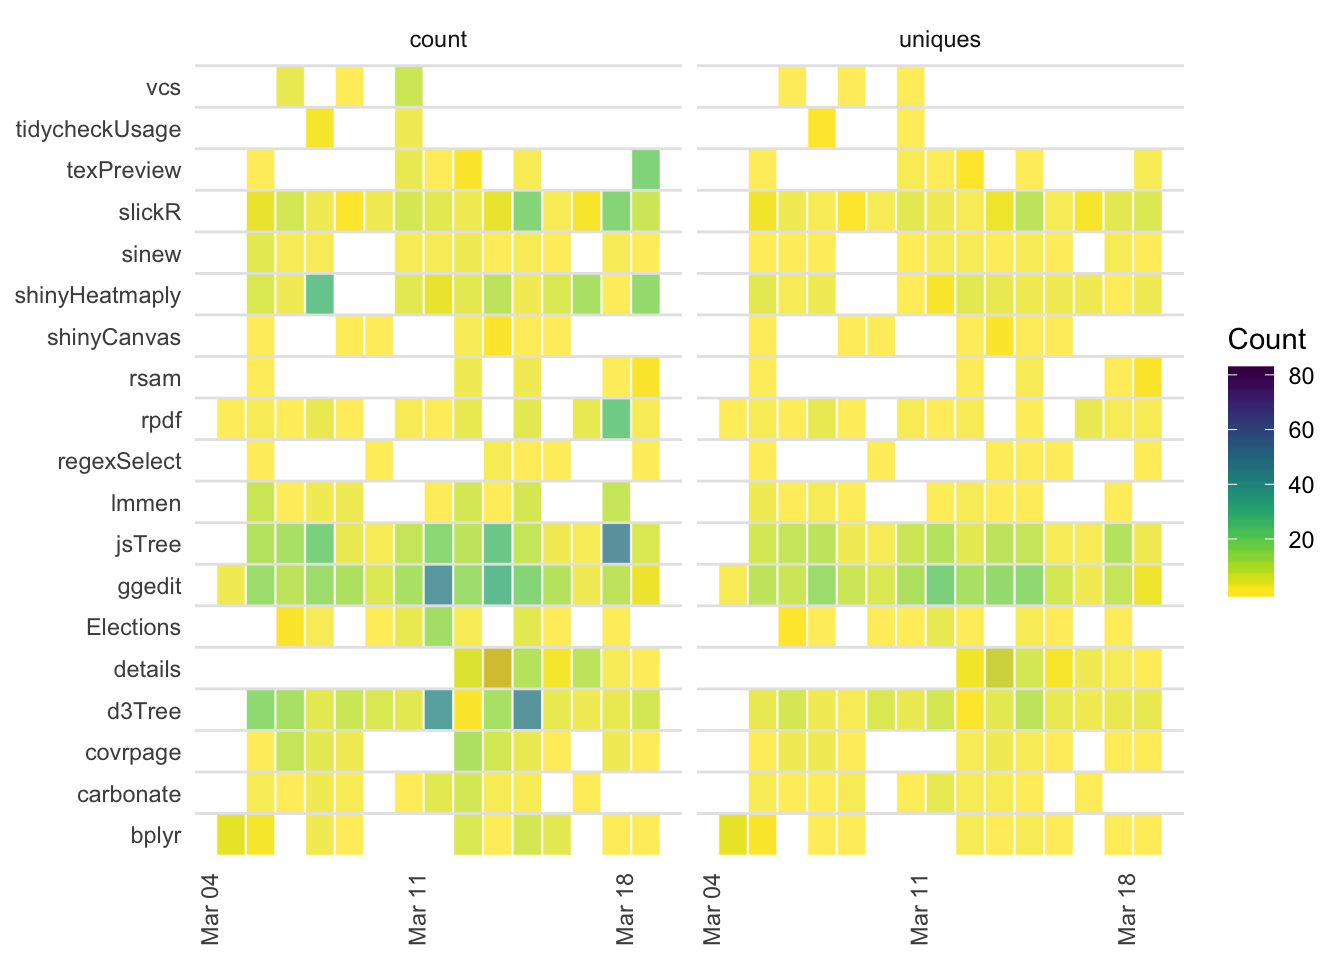 count
uniques
vcs
tidycheckUsage
texPreview
slickR
sinew
shinyHeatmaply
shinyCanvas
rsam
rpdf
regexSelect
lmmen
jsTree
ggedit
Elections
details
d3Tree
covrpage
carbonate
bplyr
Mar 04
Mar 11
Mar 18
Mar 04
Mar 11
Mar 18
Count
80
60
40
20